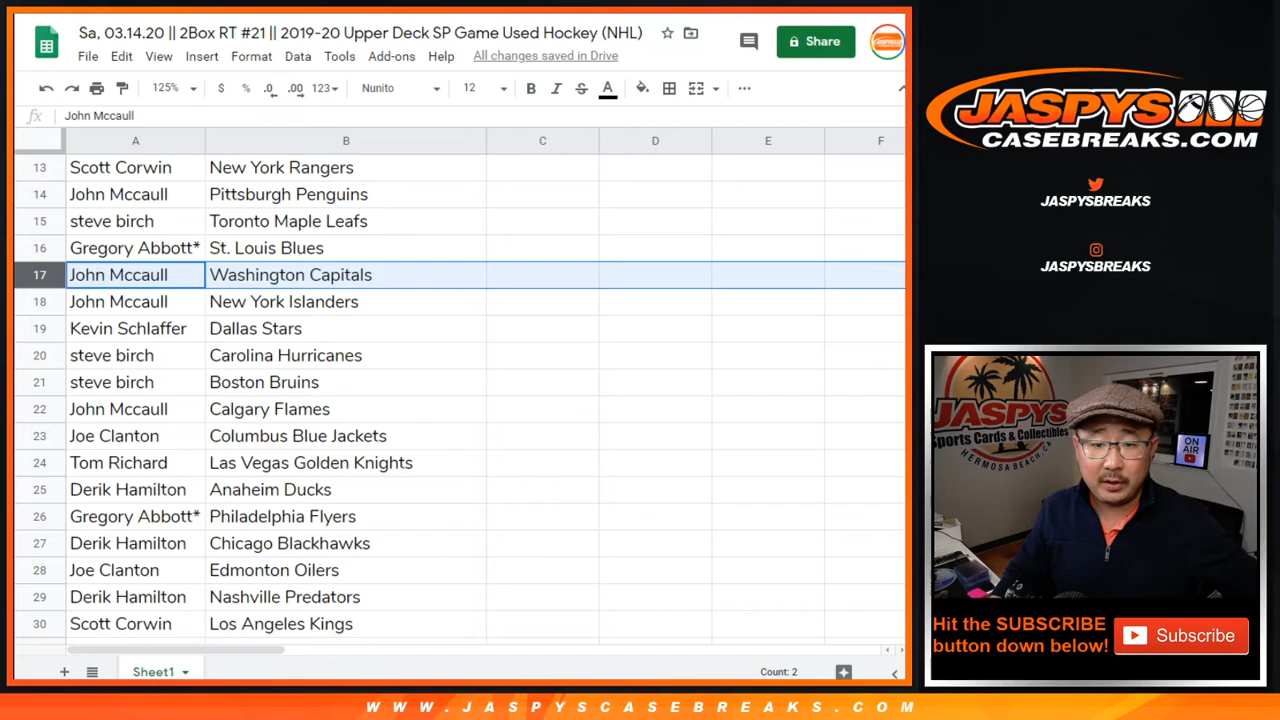 Sa, 03.14.20 || 2Box RT #21 || 2019-20 Upper Deck SP Game Used Hockey (NHL)
File Edit View Insert Format Data Tools Add-ons Help All changes saved in Drive
Share
125% $ % .0 .00 123 Nunito 12 B I S A
fx John Mccaull
A B C D E F
13 Scott Corwin New York Rangers
14 John Mccaull Pittsburgh Penguins
15 steve birch Toronto Maple Leafs
16 Gregory Abbott* St. Louis Blues
17 John Mccaull Washington Capitals
18 John Mccaull New York Islanders
19 Kevin Schlaffer Dallas Stars
20 steve birch Carolina Hurricanes
21 steve birch Boston Bruins
22 John Mccaull Calgary Flames
23 Joe Clanton Columbus Blue Jackets
24 Tom Richard Las Vegas Golden Knights
25 Derik Hamilton Anaheim Ducks
26 Gregory Abbott* Philadelphia Flyers
27 Derik Hamilton Chicago Blackhawks
28 Joe Clanton Edmonton Oilers
29 Derik Hamilton Nashville Predators
30 Scott Corwin Los Angeles Kings
Sheet1
Count: 2
JASPYS
CASEBREAKS.COM
JASPYSBREAKS
JASPYSBREAKS
JASPYS
Sports Cards & Collectibles
HERMOSA BEACH, CA
ON AIR
Hit the SUBSCRIBE
button down below!
Subscribe
WWW.JASPYSCASEBREAKS.COM